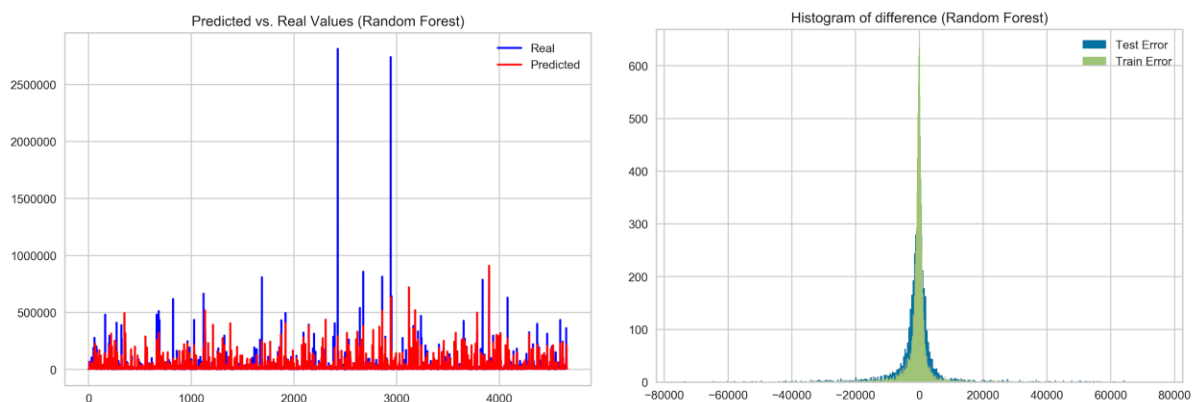 Predicted vs. Real Values (Random Forest)
Real
Predicted
2500000
2000000
1500000
1000000
500000
0
0 1000 2000 3000 4000
Histogram of difference (Random Forest)
Test Error
Train Error
600
500
400
300
200
100
0
−80000 −60000 −40000 −20000 0 20000 40000 60000 80000